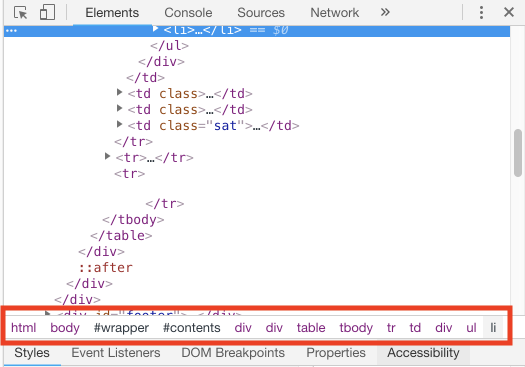 Elements Console Sources Network »
… ▶<li>…</li> == $0
</ul>
</div>
</td>
▶<td class>…</td>
▶<td class>…</td>
▶<td class="sat">…</td>
</tr>
▶<tr>…</tr>
<tr>
</tr>
</tbody>
</table>
</div>
::after
</div>
</div>
▶<div id="footer">…</div>
html body #wrapper #contents div div table tbody tr td div ul li
Styles Event Listeners DOM Breakpoints Properties Accessibility